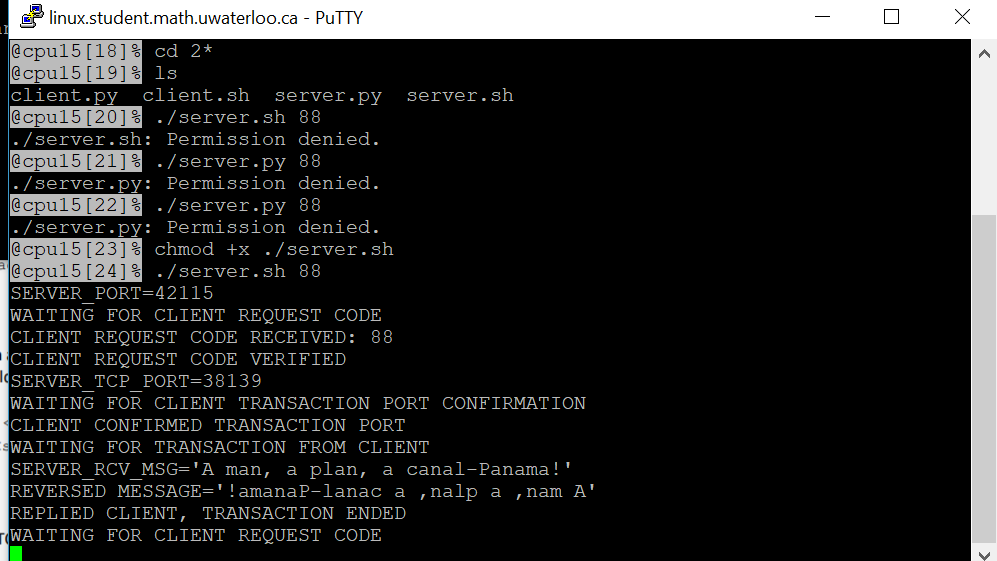 linux.student.math.uwaterloo.ca - PuTTY
@cpu15[18]% cd 2*
@cpu15[19]% ls
client.py  client.sh  server.py  server.sh
@cpu15[20]% ./server.sh 88
./server.sh: Permission denied.
@cpu15[21]% ./server.py 88
./server.py: Permission denied.
@cpu15[22]% ./server.py 88
./server.py: Permission denied.
@cpu15[23]% chmod +x ./server.sh
@cpu15[24]% ./server.sh 88
SERVER_PORT=42115
WAITING FOR CLIENT REQUEST CODE
CLIENT REQUEST CODE RECEIVED: 88
CLIENT REQUEST CODE VERIFIED
SERVER_TCP_PORT=38139
WAITING FOR CLIENT TRANSACTION PORT CONFIRMATION
CLIENT CONFIRMED TRANSACTION PORT
WAITING FOR TRANSACTION FROM CLIENT
SERVER_RCV_MSG='A man, a plan, a canal-Panama!'
REVERSED MESSAGE='!amanaP-lanac a ,nalp a ,nam A'
REPLIED CLIENT, TRANSACTION ENDED
WAITING FOR CLIENT REQUEST CODE